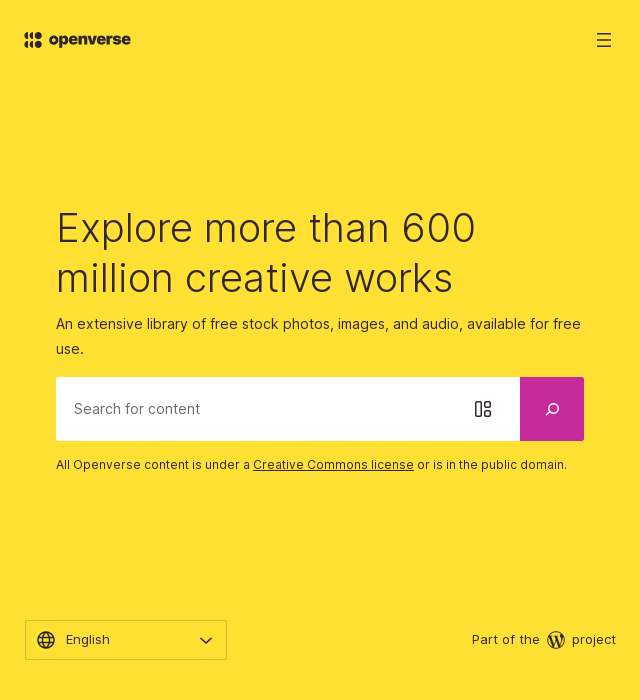 openverse
Explore more than 600
million creative works
An extensive library of free stock photos, images, and audio, available for free
use.
Search for content
All Openverse content is under a Creative Commons license or is in the public domain.
English
Part of the project